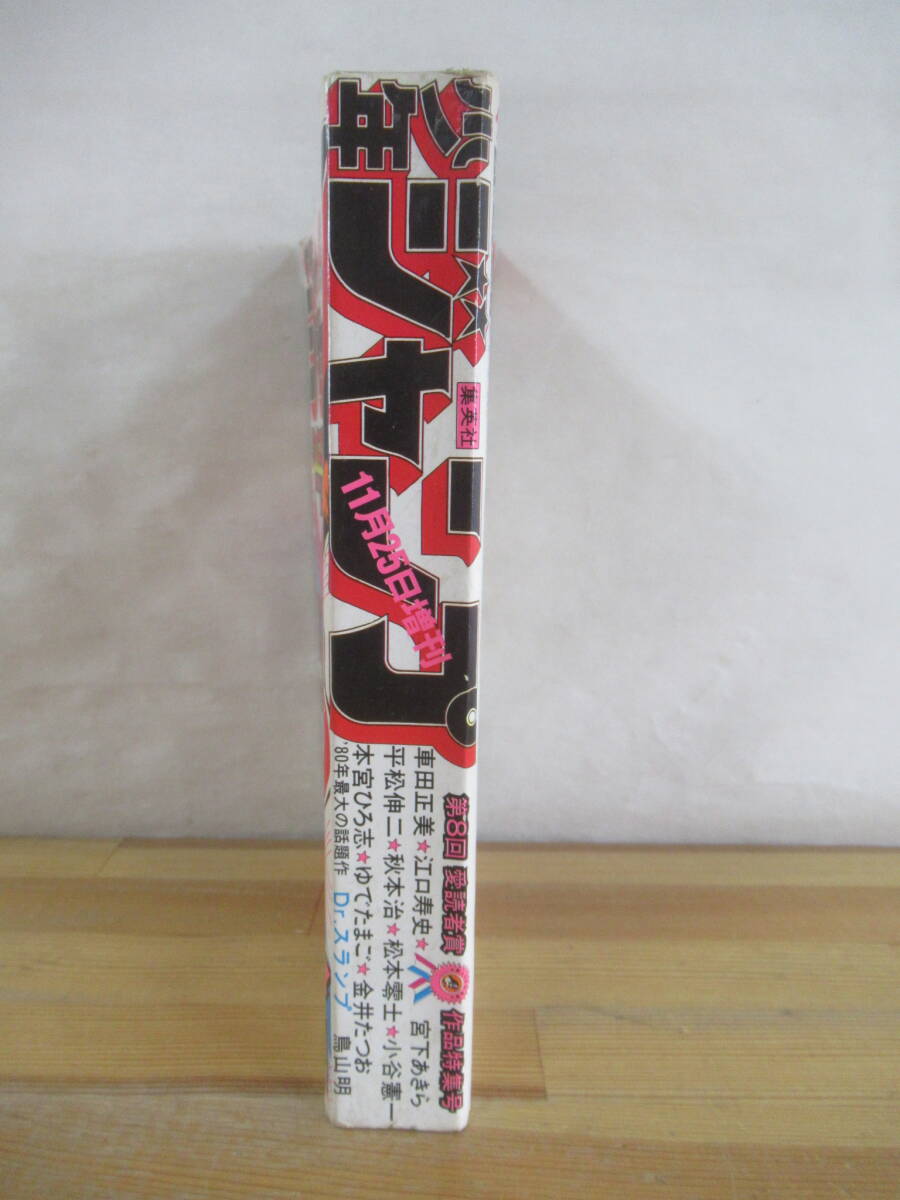 少年ジャンプ
集英社
11月25日増刊
第8回 愛読者賞 作品特集号
車田正美★江口寿史★宮下あきら
平松伸二★秋本治★松本零士★小谷憲一
本宮ひろ志★ゆでたまご★金井たつお
'80年最大の話題作 Dr.スランプ 鳥山明